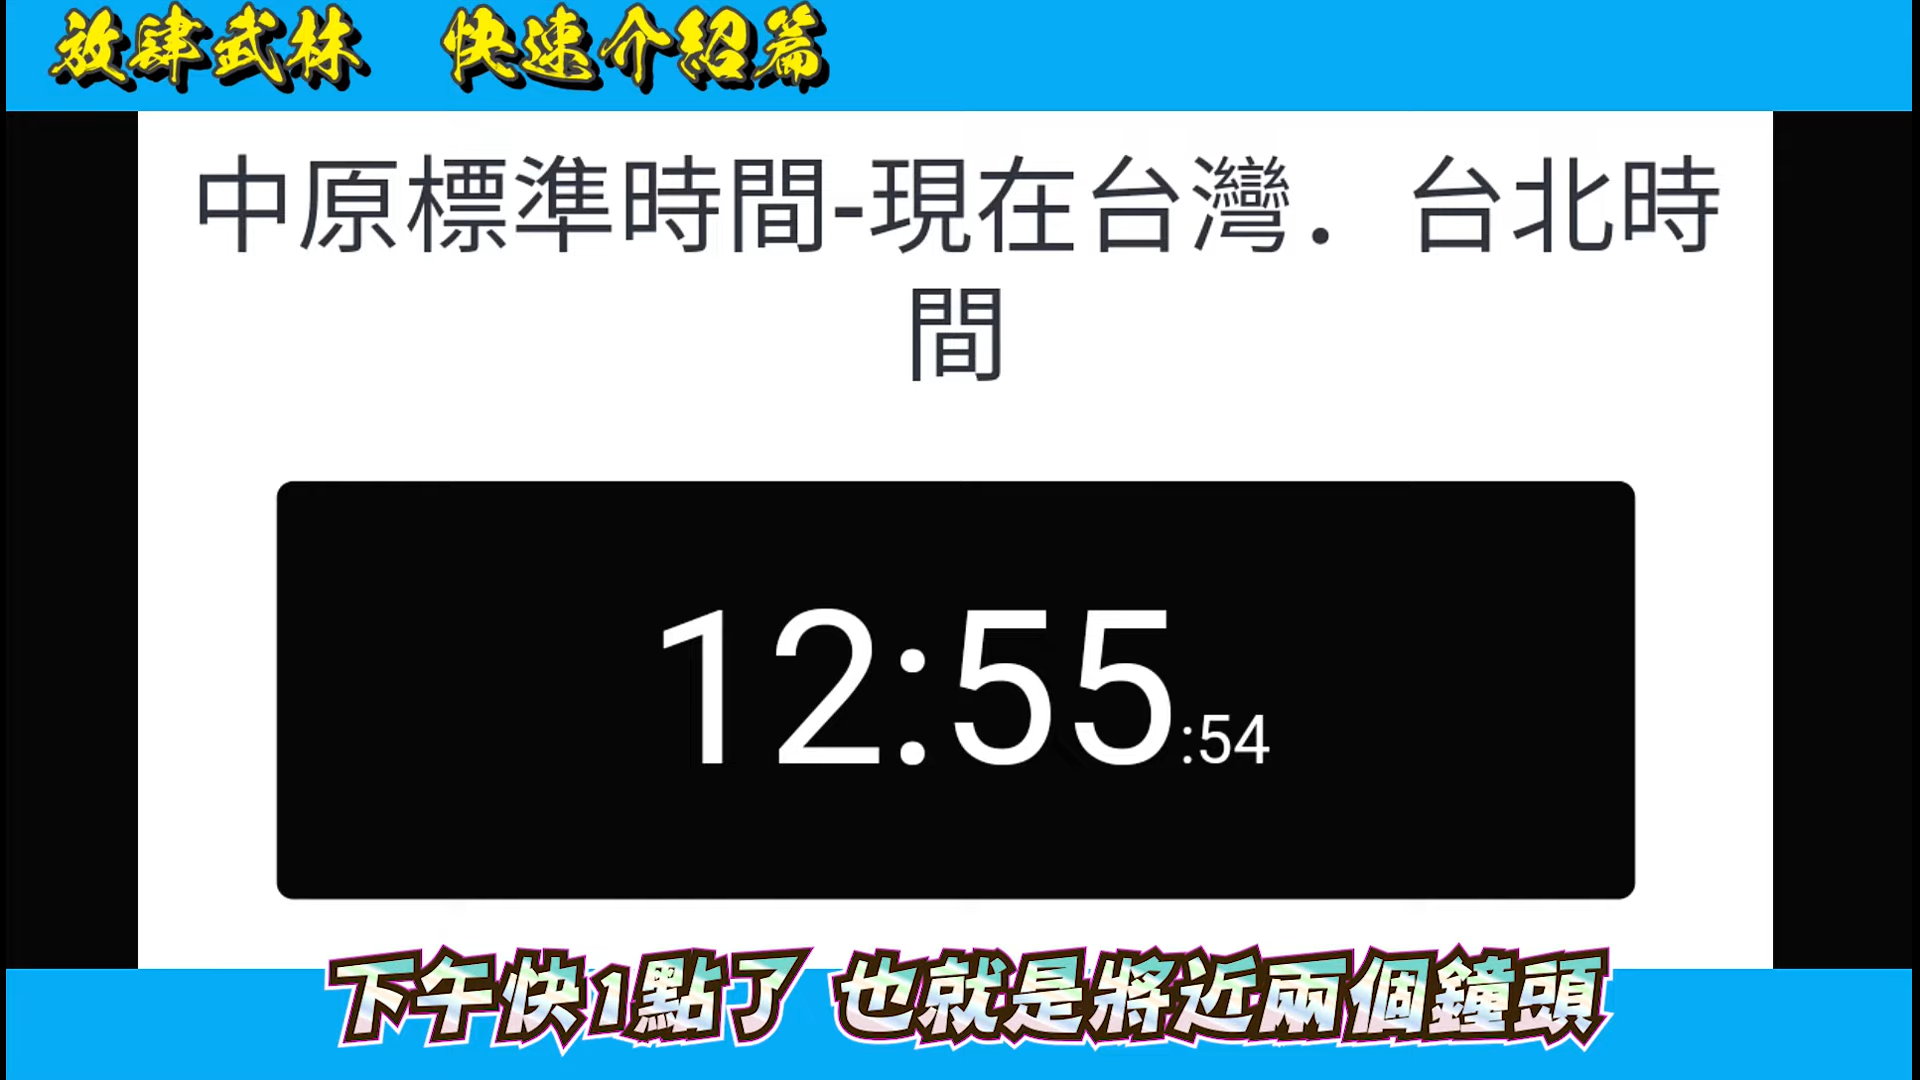 放肆武林　快速介紹篇
中原標準時間-現在台灣．台北時
間
12:55:54
下午快1點了 也就是將近兩個鐘頭